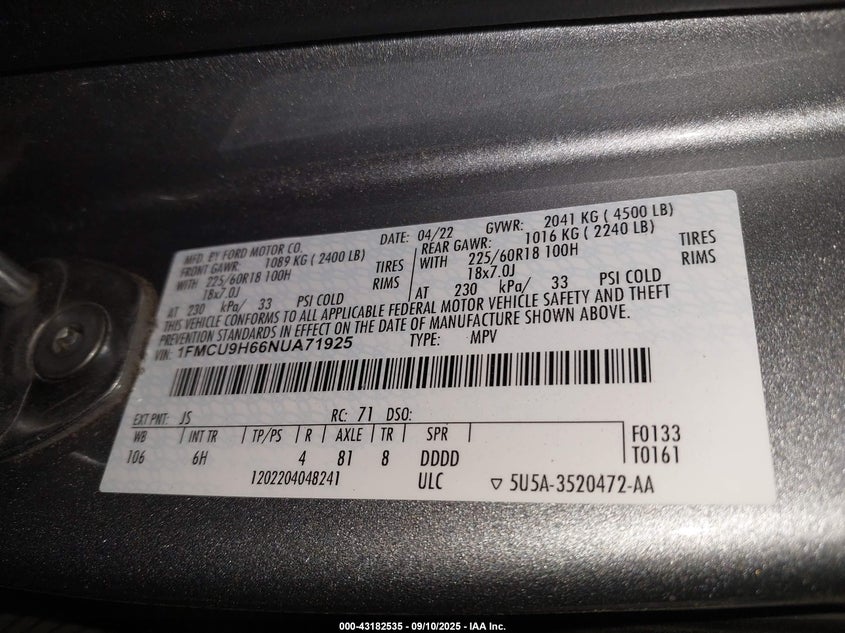 MFD. BY FORD MOTOR CO. DATE: 04/22 GVWR: 2041 KG ( 4500 LB)
FRONT GAWR: 1089 KG ( 2400 LB) REAR GAWR: 1016 KG ( 2240 LB)
WITH 225/60R18 100H TIRES WITH 225/60R18 100H TIRES
18x7.0J RIMS 18x7.0J RIMS
AT 230 kPa/ 33 PSI COLD AT 230 kPa/ 33 PSI COLD
THIS VEHICLE CONFORMS TO ALL APPLICABLE FEDERAL MOTOR VEHICLE SAFETY AND THEFT
PREVENTION STANDARDS IN EFFECT ON THE DATE OF MANUFACTURE SHOWN ABOVE.
VIN: 1FMCU9H66NUA71925 TYPE: MPV
EXT PNT: JS RC: 71 DSO:
WB INT TR TP/PS R AXLE TR SPR F0133
106 6H 4 81 8 DDDD T0161
1202204048241 ULC ▽ 5U5A-3520472-AA
000-43182535 - 09/10/2025 - IAA Inc.